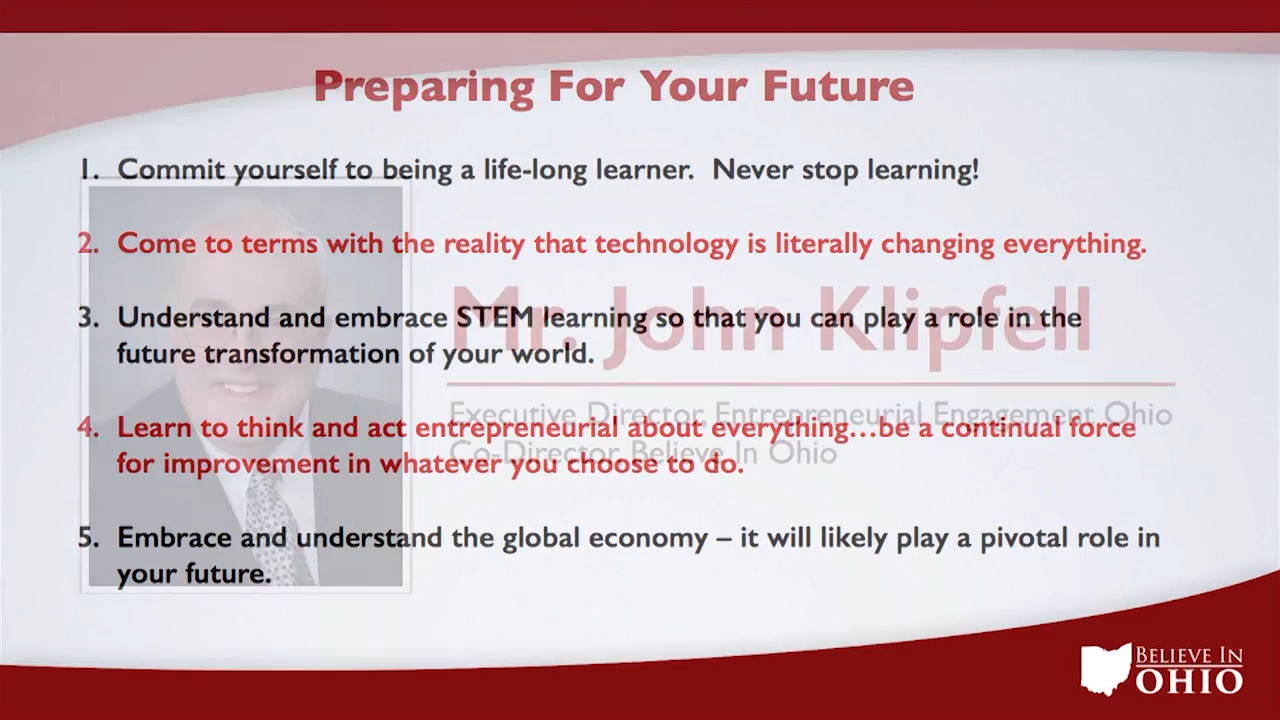 Preparing For Your Future
1. Commit yourself to being a life-long learner. Never stop learning!
2. Come to terms with the reality that technology is literally changing everything.
Mr. John Klipfell
3. Understand and embrace STEM learning so that you can play a role in the
future transformation of your world.
Executive Director, Entrepreneurial Engagement Ohio
4. Learn to think and act entrepreneurial about everything...be a continual force
Co-Director, Believe In Ohio
for improvement in whatever you choose to do.
5. Embrace and understand the global economy – it will likely play a pivotal role in
your future.
BELIEVE IN
OHIO